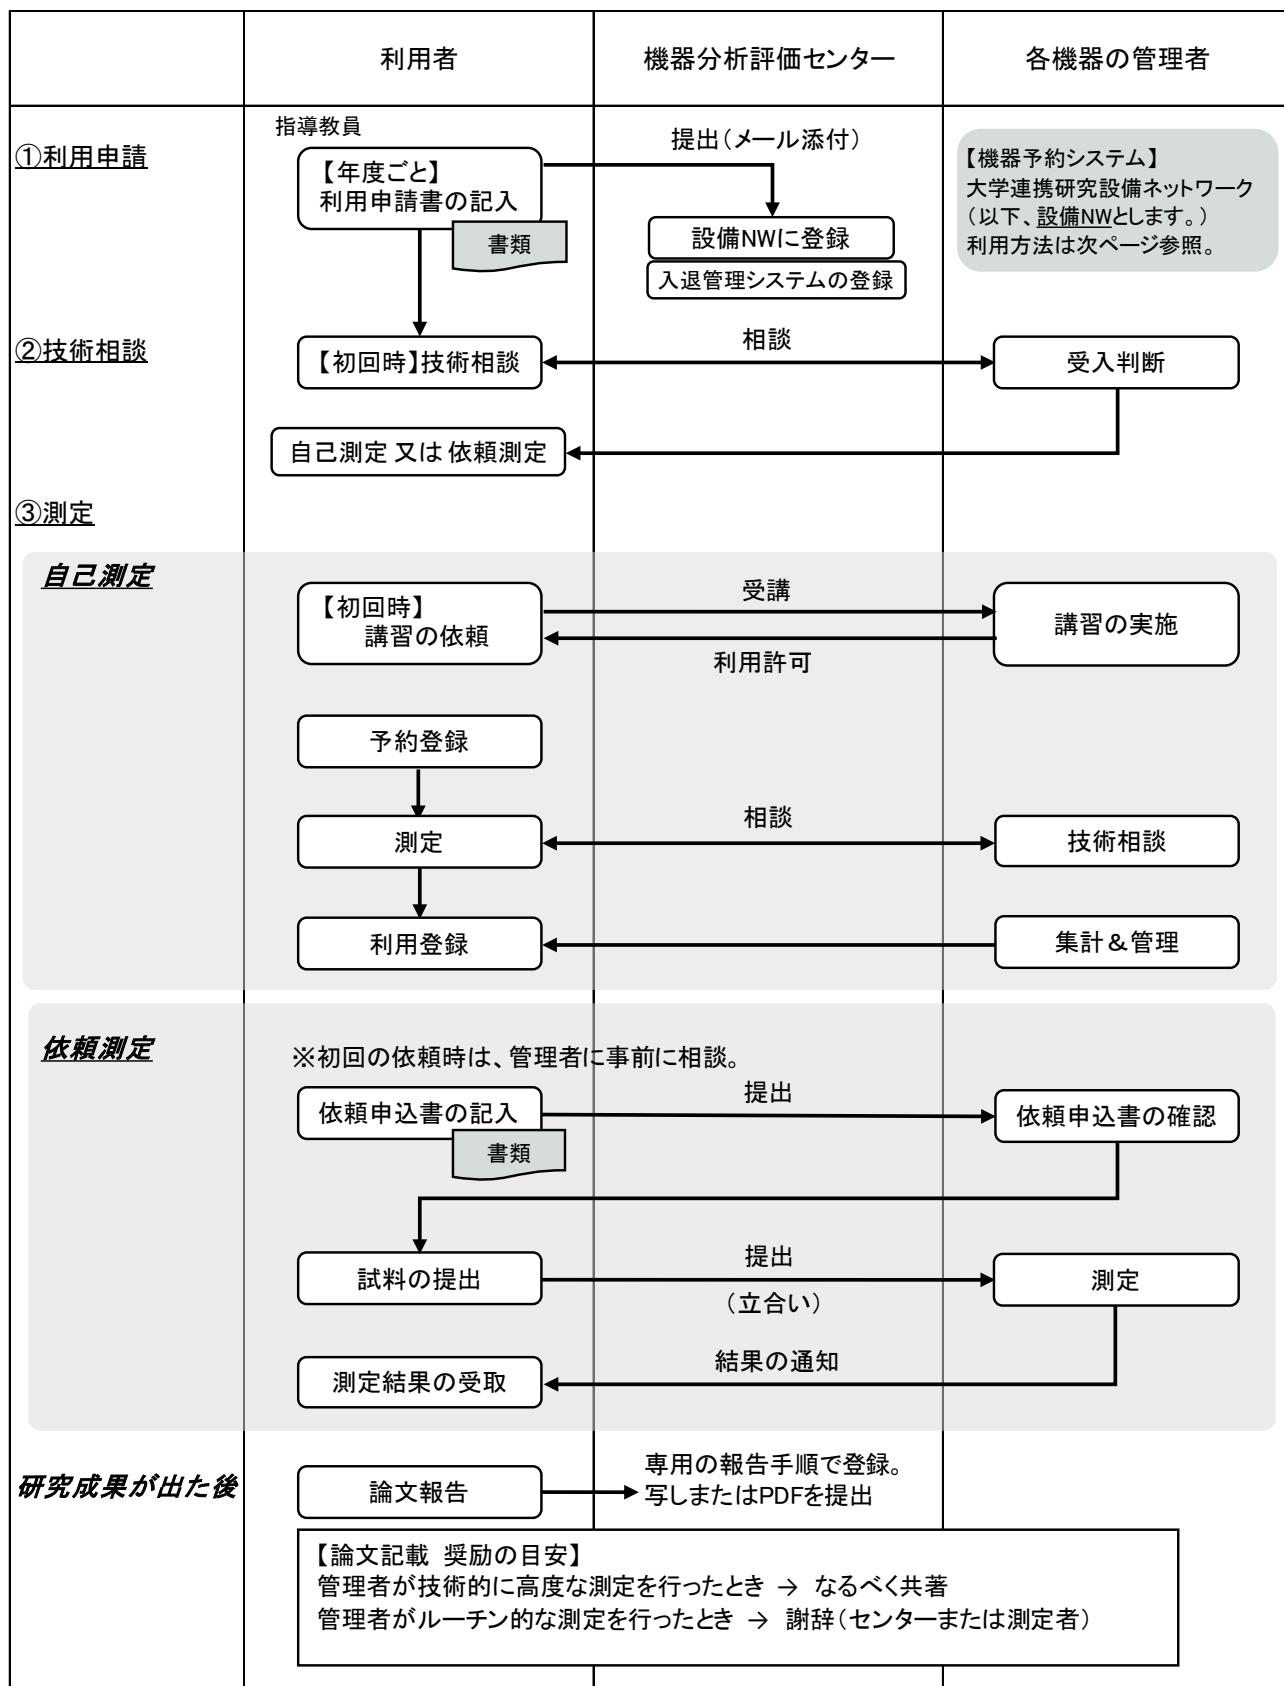 利用者
機器分析評価センター
各機器の管理者
①利用申請
指導教員
【年度ごと】
利用申請書の記入
書類
提出（メール添付）
設備NWに登録
入退管理システムの登録
【機器予約システム】
大学連携研究設備ネットワーク
（以下、設備NWとします。）
利用方法は次ページ参照。
②技術相談
【初回時】技術相談
相談
受入判断
自己測定 又は 依頼測定
③測定
自己測定
【初回時】
講習の依頼
受講
利用許可
講習の実施
予約登録
測定
相談
技術相談
利用登録
集計＆管理
依頼測定
※初回の依頼時は、管理者に事前に相談。
依頼申込書の記入
書類
提出
依頼申込書の確認
試料の提出
提出
（立合い）
測定
結果の通知
測定結果の受取
研究成果が出た後
論文報告
専用の報告手順で登録。
写しまたはPDFを提出
【論文記載 奨励の目安】
管理者が技術的に高度な測定を行ったとき → なるべく共著
管理者がルーチン的な測定を行ったとき → 謝辞（センターまたは測定者）